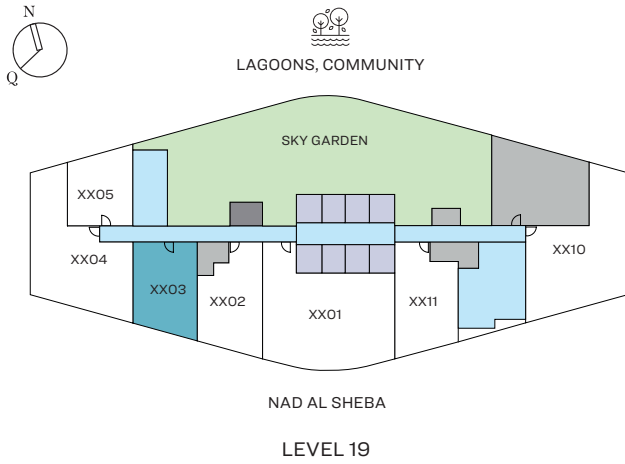 N
Q
LAGOONS, COMMUNITY
SKY GARDEN
XX05
XX04
XX03
XX02
XX01
XX11
XX10
NAD AL SHEBA
LEVEL 19